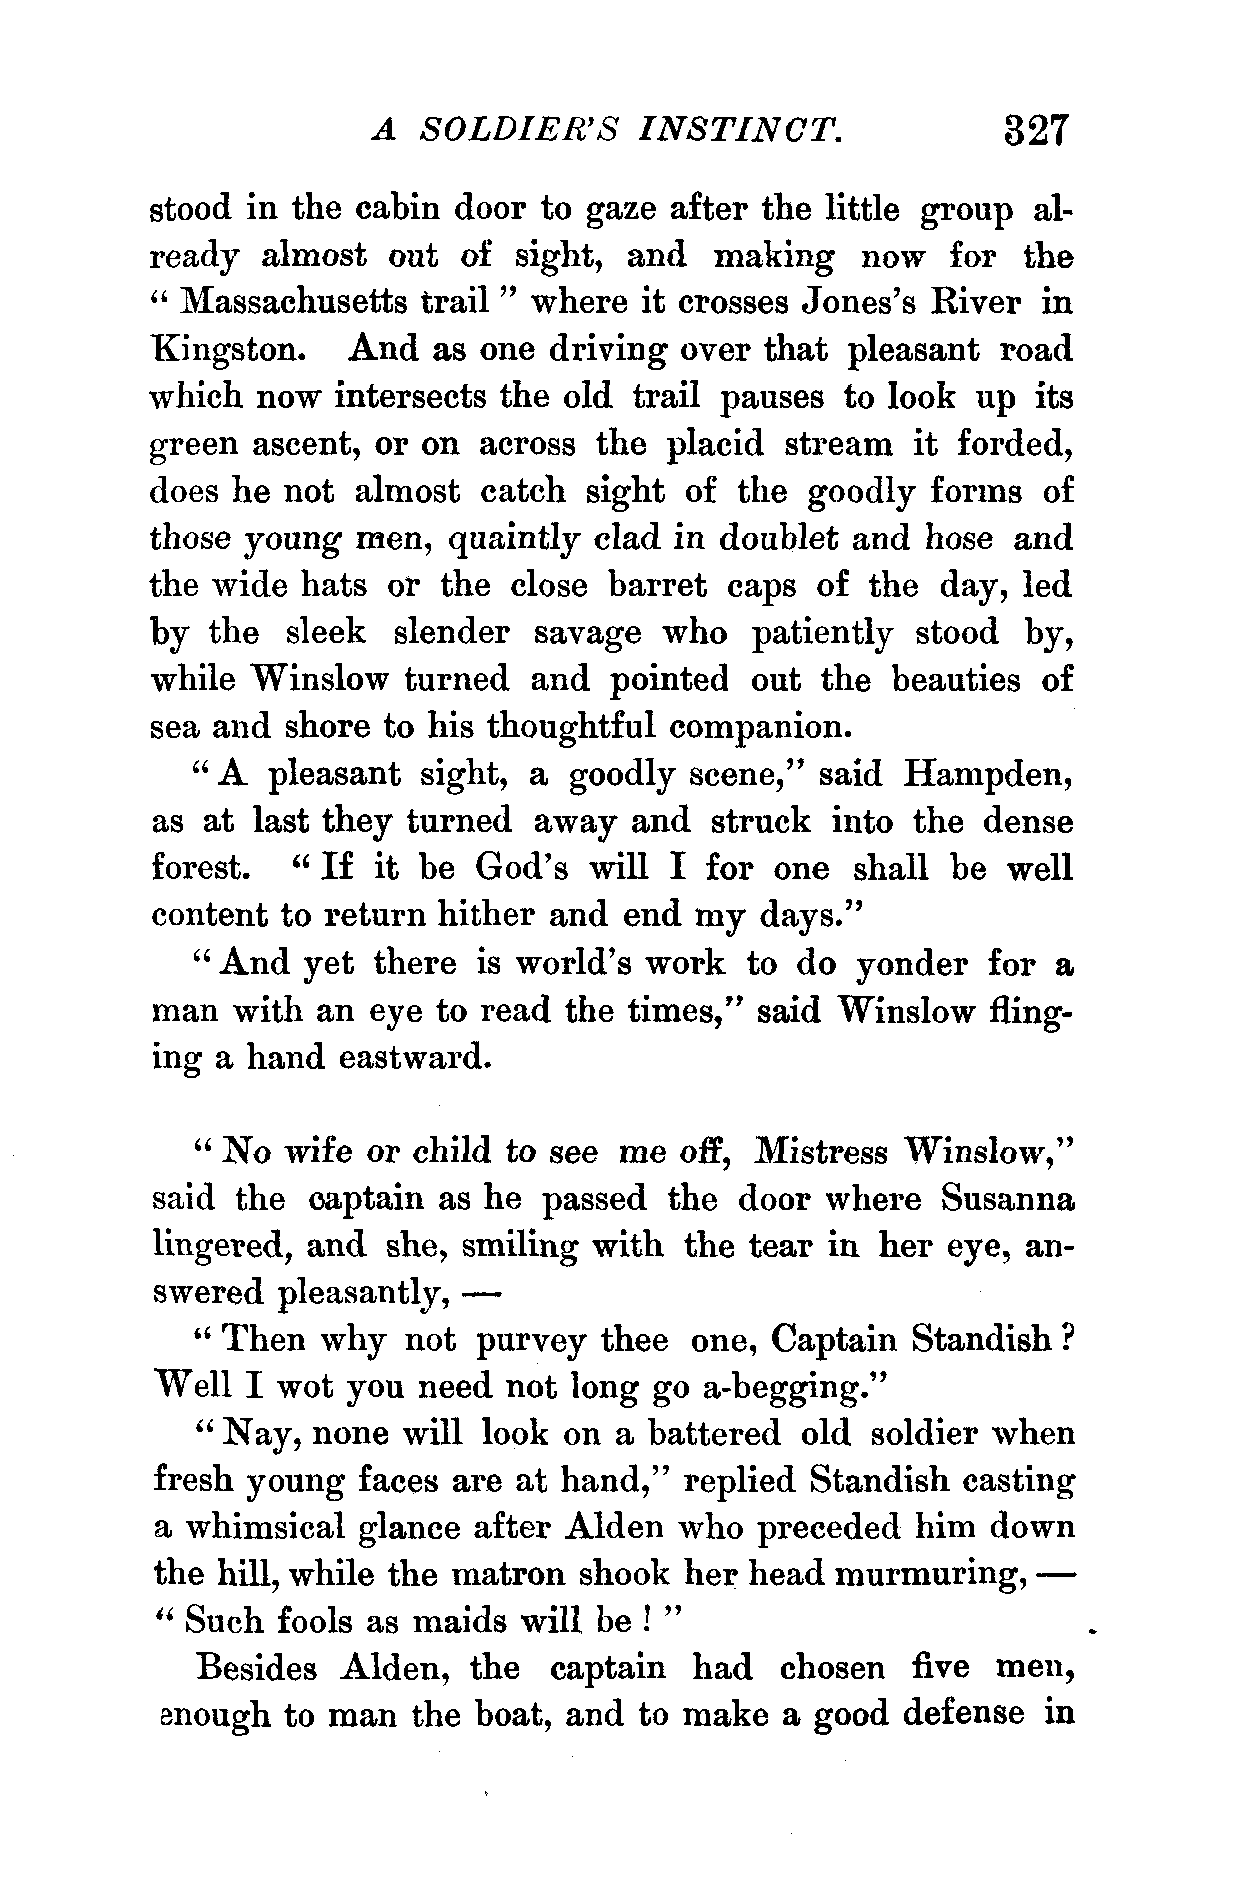 A SOLDIER'S INSTINCT. 327
stood in the cabin door to gaze after the little group al-
ready almost out of sight, and making now for the
" Massachusetts trail " where it crosses Jones's River in
Kingston. And as one driving over that pleasant road
which now intersects the old trail pauses to look up its
green ascent, or on across the placid stream it forded,
does he not almost catch sight of the goodly forms of
those young men, quaintly clad in doublet and hose and
the wide hats or the close barret caps of the day, led
by the sleek slender savage who patiently stood by,
while Winslow turned and pointed out the beauties of
sea and shore to his thoughtful companion.
" A pleasant sight, a goodly scene," said Hampden,
as at last they turned away and struck into the dense
forest. " If it be God's will I for one shall be well
content to return hither and end my days."
" And yet there is world's work to do yonder for a
man with an eye to read the times," said Winslow fling-
ing a hand eastward.
" No wife or child to see me off, Mistress Winslow,"
said the captain as he passed the door where Susanna
lingered, and she, smiling with the tear in her eye, an-
swered pleasantly, —
" Then why not purvey thee one, Captain Standish ?
Well I wot you need not long go a-begging."
" Nay, none will look on a battered old soldier when
fresh young faces are at hand," replied Standish casting
a whimsical glance after Alden who preceded him down
the hill, while the matron shook her head murmuring, —
" Such fools as maids will be ! "
Besides Alden, the captain had chosen five men,
enough to man the boat, and to make a good defense in